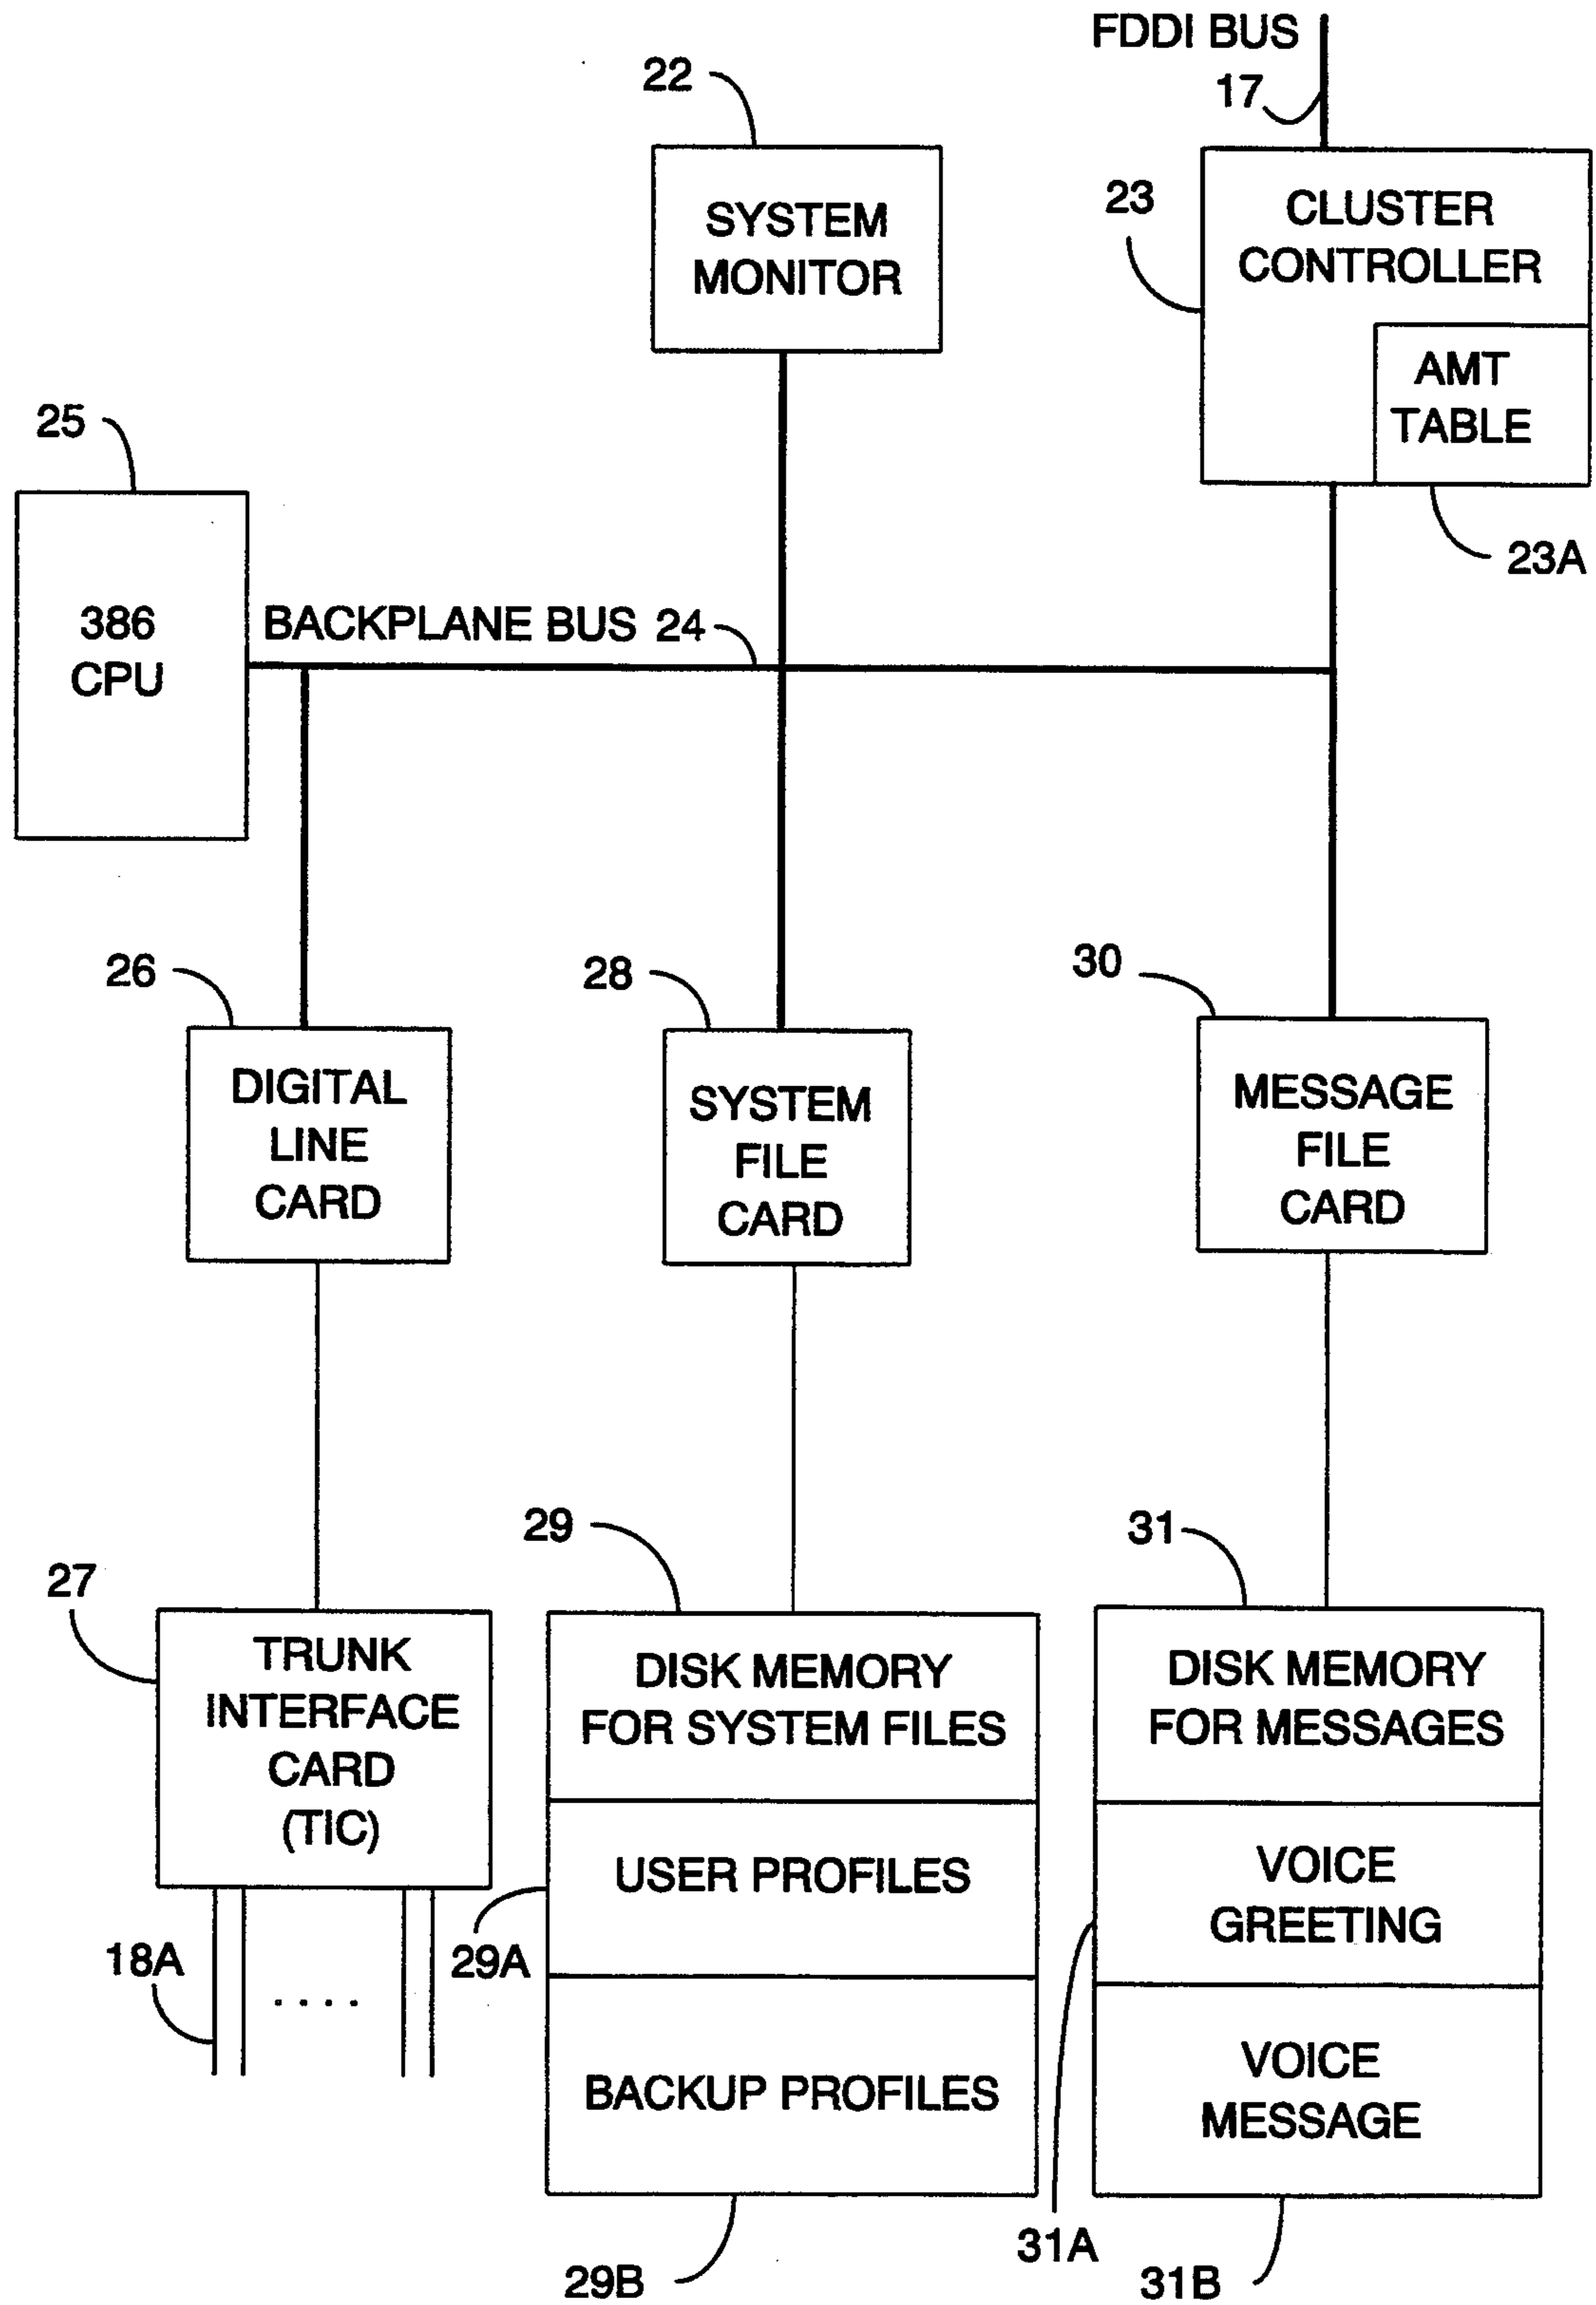 FDDI BUS
17
22
SYSTEM
MONITOR
23
CLUSTER
CONTROLLER
AMT
TABLE
23A
25
386
CPU
BACKPLANE BUS 24
26
DIGITAL
LINE
CARD
28
SYSTEM
FILE
CARD
30
MESSAGE
FILE
CARD
27
TRUNK
INTERFACE
CARD
(TIC)
18A
....
29
DISK MEMORY
FOR SYSTEM FILES
USER PROFILES
29A
BACKUP PROFILES
29B
31
DISK MEMORY
FOR MESSAGES
VOICE
GREETING
31A
VOICE
MESSAGE
31B